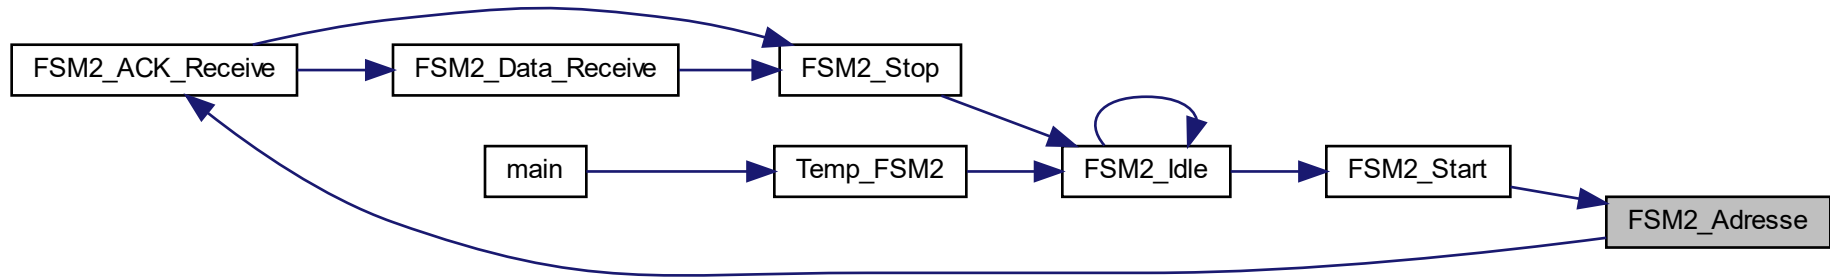 FSM2_ACK_Receive
FSM2_Data_Receive
FSM2_Stop
main
Temp_FSM2
FSM2_Idle
FSM2_Start
FSM2_Adresse